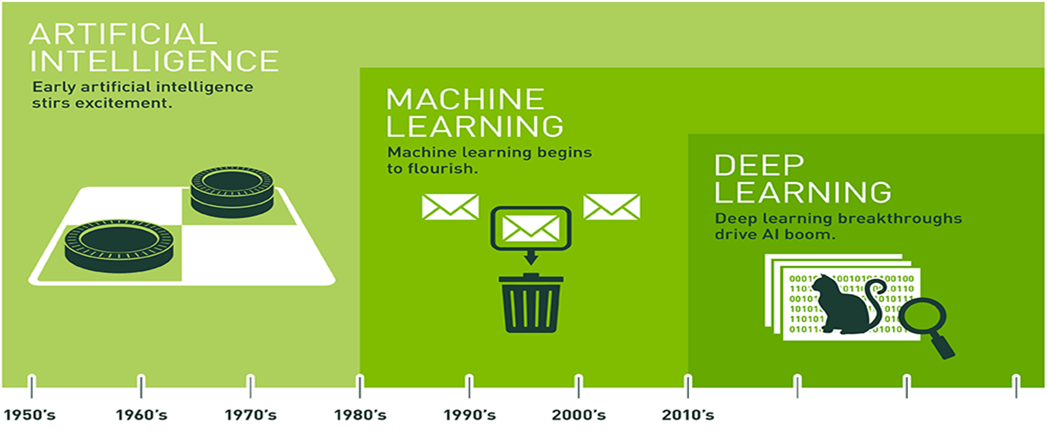 ARTIFICIAL
INTELLIGENCE
Early artificial intelligence
stirs excitement.
MACHINE
LEARNING
Machine learning begins
to flourish.
DEEP
LEARNING
Deep learning breakthroughs
drive AI boom.
1950's
1960's
1970's
1980's
1990's
2000's
2010's